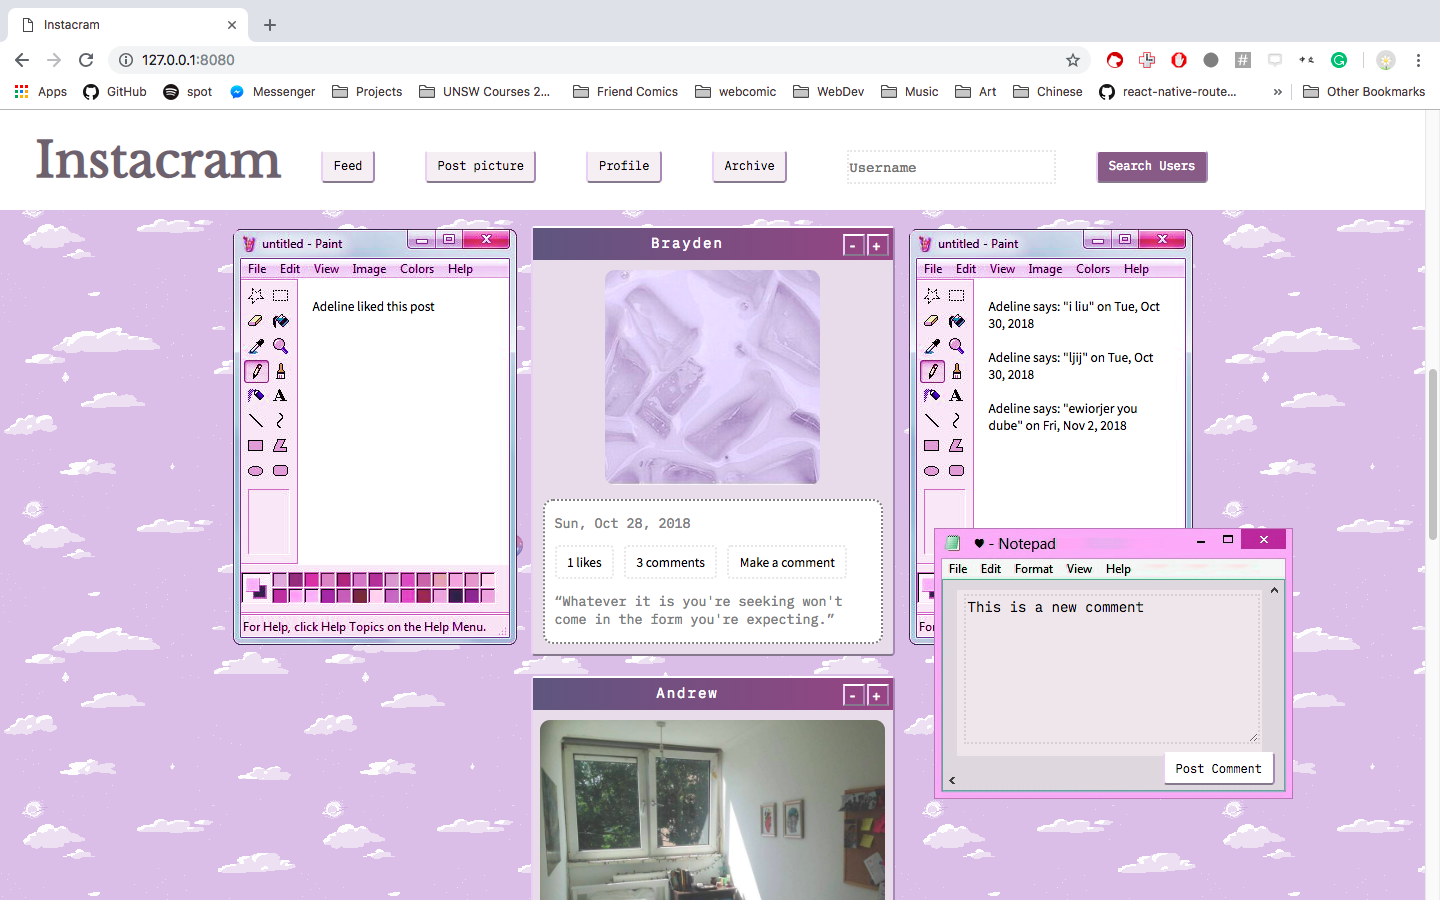 Instacram
127.0.0.1:8080
Apps
GitHub
spot
Messenger
Projects
UNSW Courses 2...
Friend Comics
webcomic
WebDev
Music
Art
Chinese
react-native-route...
»
Other Bookmarks
Instacram
Feed
Post picture
Profile
Archive
Username
Search Users
untitled - Paint
File Edit View Image Colors Help
Adeline liked this post
For Help, click Help Topics on the Help Menu.
Brayden
- +
Sun, Oct 28, 2018
1 likes
3 comments
Make a comment
“Whatever it is you're seeking won't
come in the form you're expecting.”
untitled - Paint
File Edit View Image Colors Help
Adeline says: "i liu" on Tue, Oct
30, 2018
Adeline says: "ljij" on Tue, Oct
30, 2018
Adeline says: "ewiorjer you
dube" on Fri, Nov 2, 2018
For
♥ - Notepad
File Edit Format View Help
This is a new comment
Post Comment
Andrew
- +